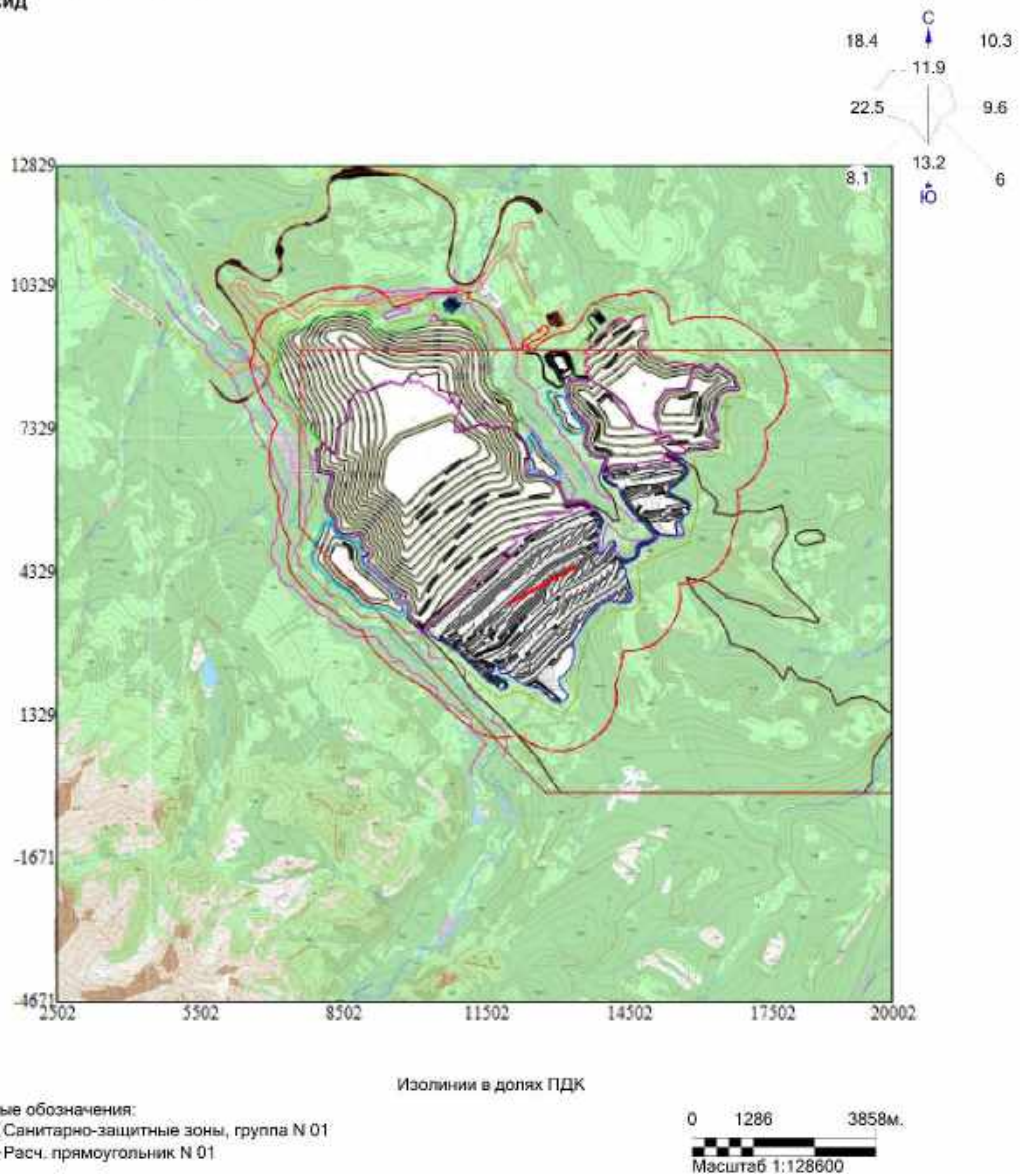 С
18.4 10.3
11.9
22.5 9.6
13.2
8.1 6
Ю
12829
10329
7329
4329
1329
-1671
-4671
2502 5502 8502 11502 14502 17502 20002
Изолинии в долях ПДК
ые обозначения:
Санитарно-защитные зоны, группа N 01
Расч. прямоугольник N 01
0 1286 3858м.
Масштаб 1:128600